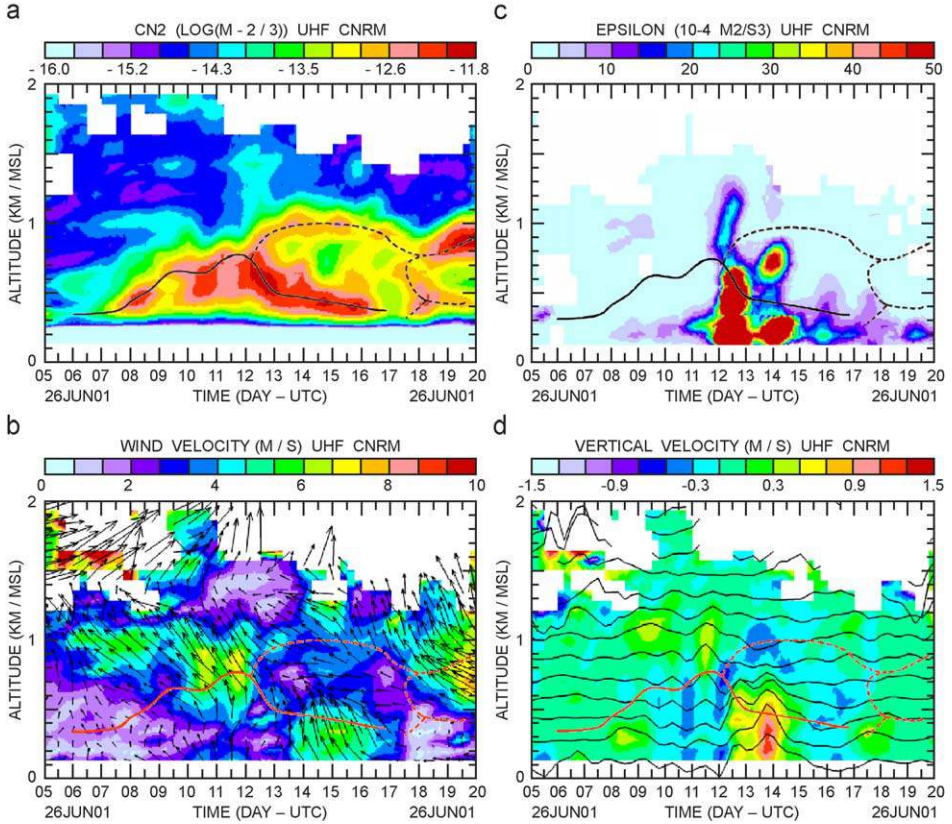 a
CN2 (LOG(M - 2 / 3)) UHF CNRM
- 16.0 - 15.2 - 14.3 - 13.5 - 12.6 - 11.8
2
1
0
ALTITUDE (KM / MSL)
05 06 07 08 09 10 11 12 13 14 15 16 17 18 19 20
26JUN01 TIME (DAY – UTC) 26JUN01
c
EPSILON (10-4 M2/S3) UHF CNRM
0 10 20 30 40 50
2
1
0
ALTITUDE (KM / MSL)
05 06 07 08 09 10 11 12 13 14 15 16 17 18 19 20
26JUN01 TIME (DAY – UTC) 26JUN01
b
WIND VELOCITY (M / S) UHF CNRM
0 2 4 6 8 10
2
1
0
ALTITUDE (KM / MSL)
05 06 07 08 09 10 11 12 13 14 15 16 17 18 19 20
26JUN01 TIME (DAY – UTC) 26JUN01
d
VERTICAL VELOCITY (M / S) UHF CNRM
-1.5 -0.9 -0.3 0.3 0.9 1.5
2
1
0
ALTITUDE (KM / MSL)
05 06 07 08 09 10 11 12 13 14 15 16 17 18 19 20
26JUN01 TIME (DAY – UTC) 26JUN01